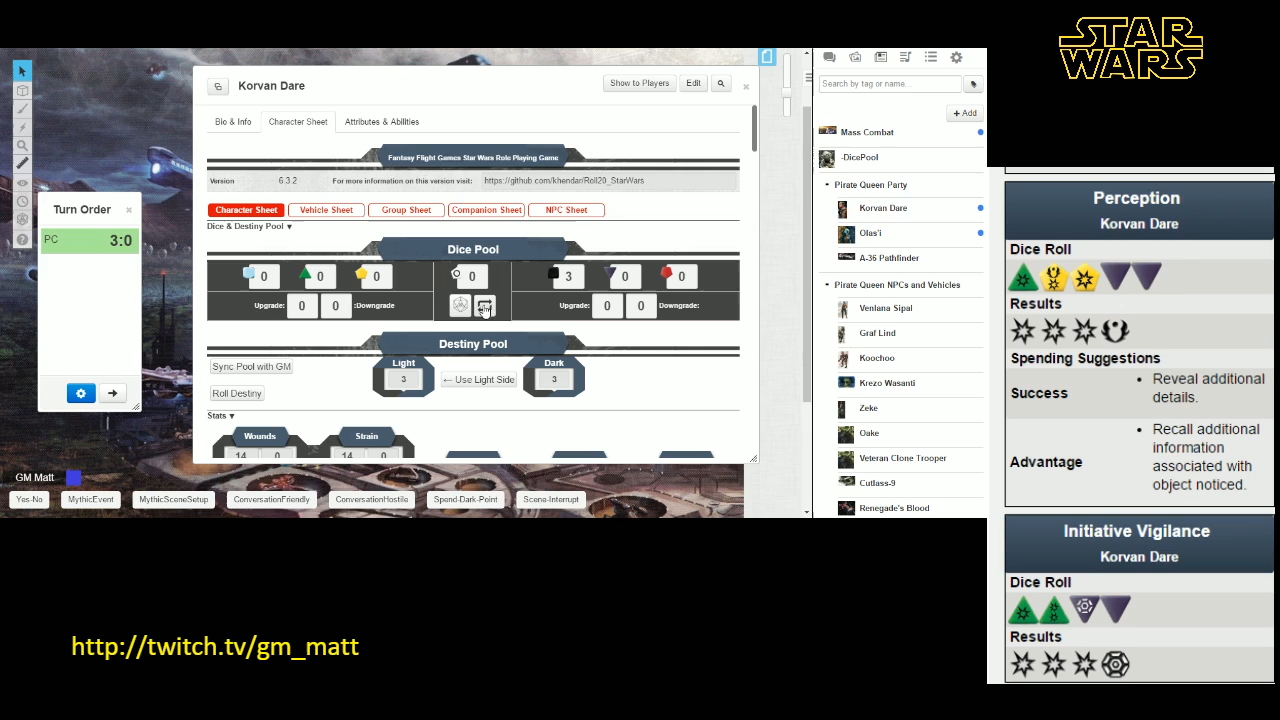 STAR
WARS
Korvan Dare
Show to Players
Edit
Bio & Info
Character Sheet
Attributes & Abilities
Fantasy Flight Games Star Wars Role Playing Game
Version
6.3.2
For more information on this version visit:
https://github.com/khendar/Roll20_StarWars
Character Sheet
Vehicle Sheet
Group Sheet
Companion Sheet
NPC Sheet
Dice & Destiny Pool ▾
Dice Pool
0
0
0
0
3
0
0
Upgrade:
0
0
:Downgrade
Upgrade:
0
0
Downgrade:
Destiny Pool
Sync Pool with GM
Roll Destiny
Light
3
← Use Light Side
Dark
3
Stats ▾
Wounds
14
0
Strain
14
0
Turn Order
PC
3:0
GM Matt
Yes-No
MythicEvent
MythicSceneSetup
ConversationFriendly
ConversationHostile
Spend-Dark-Point
Scene-Interrupt
Search by tag or name...
+ Add
Mass Combat
-DicePool
Pirate Queen Party
Korvan Dare
Olas'i
A-36 Pathfinder
Pirate Queen NPCs and Vehicles
Venlana Sipal
Graf Lind
Koochoo
Krezo Wasanti
Zeke
Oake
Veteran Clone Trooper
Cutlass-9
Renegade's Blood
Perception
Korvan Dare
Dice Roll
Results
Spending Suggestions
Success
• Reveal additional
details.
Advantage
• Recall additional
information
associated with
object noticed.
Initiative Vigilance
Korvan Dare
Dice Roll
Results
http://twitch.tv/gm_matt